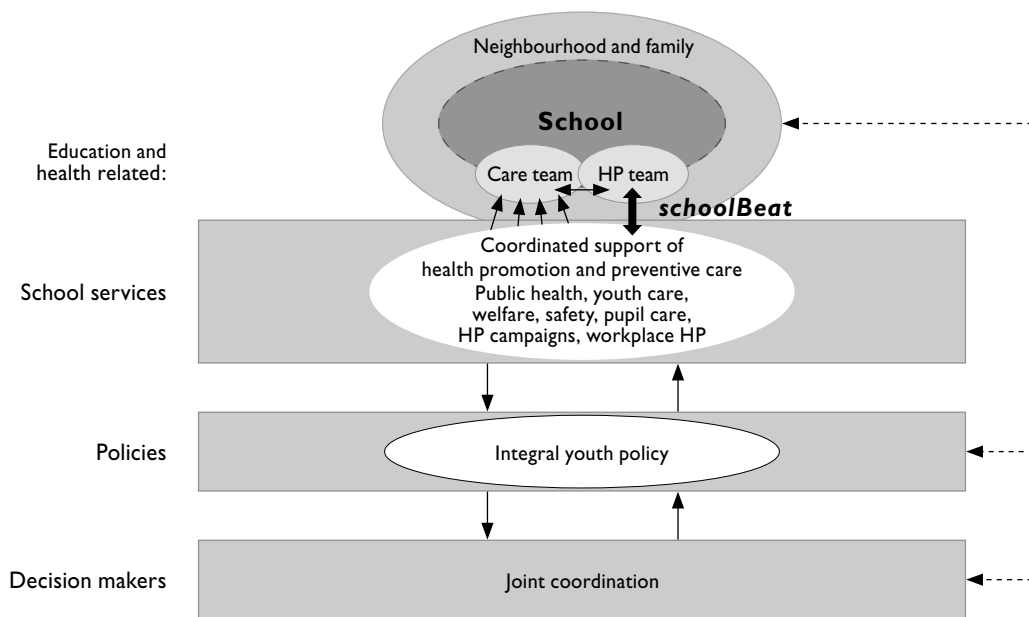 Neighbourhood and family
School
Education and
health related:
Care team
HP team
schoolBeat
Coordinated support of
health promotion and preventive care
Public health, youth care,
welfare, safety, pupil care,
HP campaigns, workplace HP
School services
Policies
Integral youth policy
Decision makers
Joint coordination